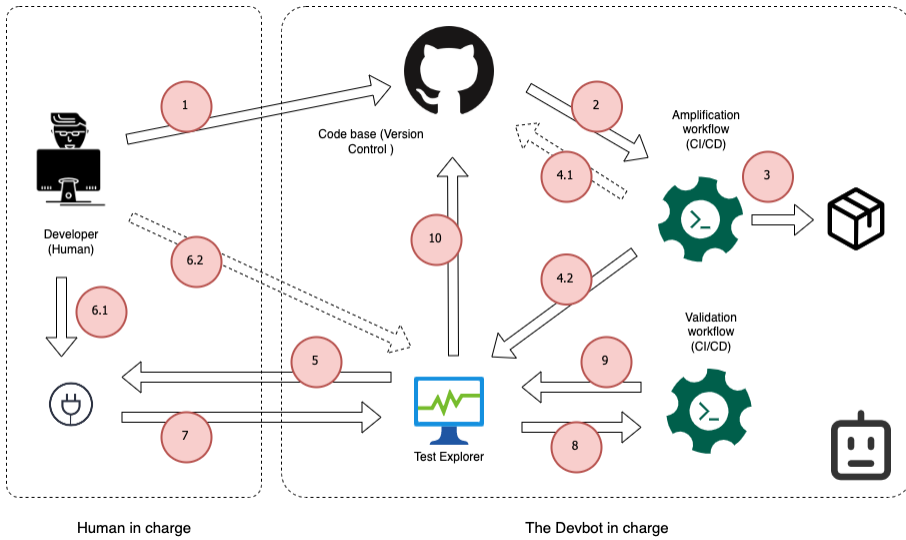 1
2
Amplification
workflow
(CI/CD)
Code base (Version
Control )
4.1
3
>_
Developer
(Human)
10
6.2
4.2
6.1
Validation
workflow
(CI/CD)
5
9
>_
7
8
Test Explorer
Human in charge
The Devbot in charge